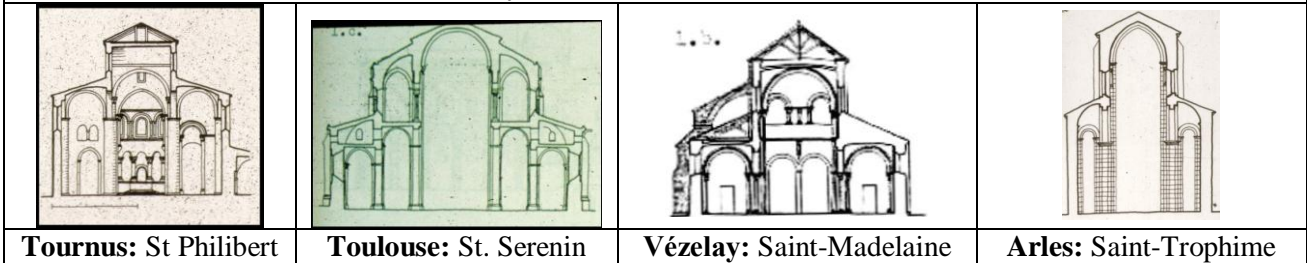 1.c.
1.b.
Tournus: St Philibert
Toulouse: St. Serenin
Vézelay: Saint-Madelaine
Arles: Saint-Trophime